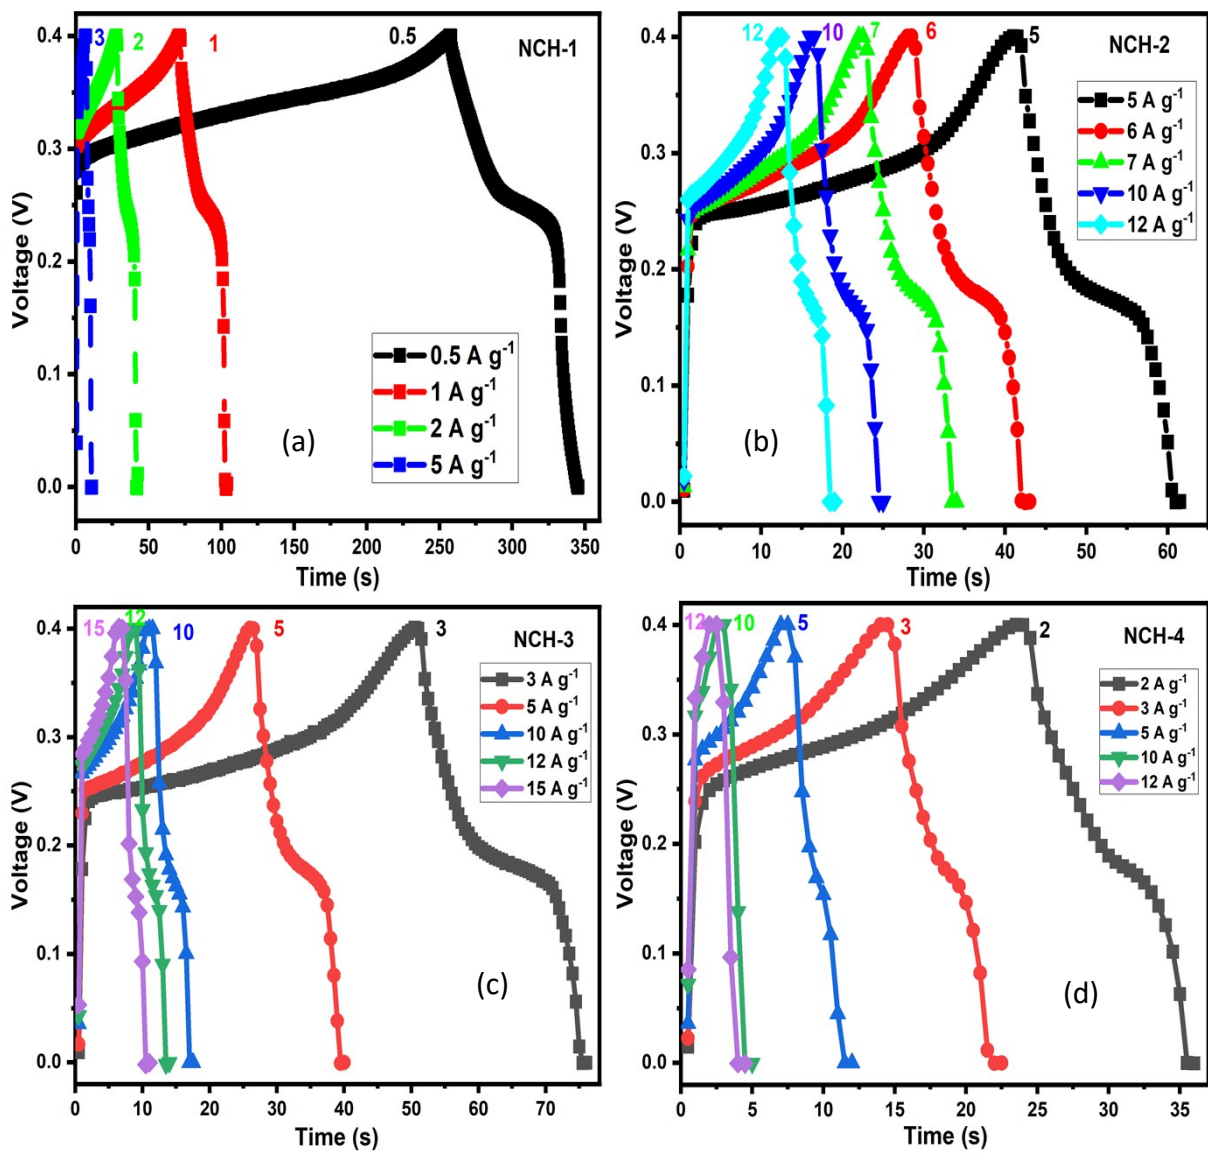 3 2 1 0.5 NCH-1
0.4
0.3
0.2
0.1
0.0
Voltage (V)
0.5 A g⁻¹
1 A g⁻¹
2 A g⁻¹
5 A g⁻¹
(a)
0 50 100 150 200 250 300 350
Time (s)
12 10 7 6 5 NCH-2
0.4
0.3
0.2
0.1
0.0
Voltage (V)
5 A g⁻¹
6 A g⁻¹
7 A g⁻¹
10 A g⁻¹
12 A g⁻¹
(b)
0 10 20 30 40 50 60
Time (s)
15 12 10 5 3 NCH-3
0.4
0.3
0.2
0.1
0.0
Voltage (V)
3 A g⁻¹
5 A g⁻¹
10 A g⁻¹
12 A g⁻¹
15 A g⁻¹
(c)
0 10 20 30 40 50 60 70
Time (s)
12 10 5 3 2 NCH-4
0.4
0.3
0.2
0.1
0.0
Voltage (V)
2 A g⁻¹
3 A g⁻¹
5 A g⁻¹
10 A g⁻¹
12 A g⁻¹
(d)
0 5 10 15 20 25 30 35
Time (s)